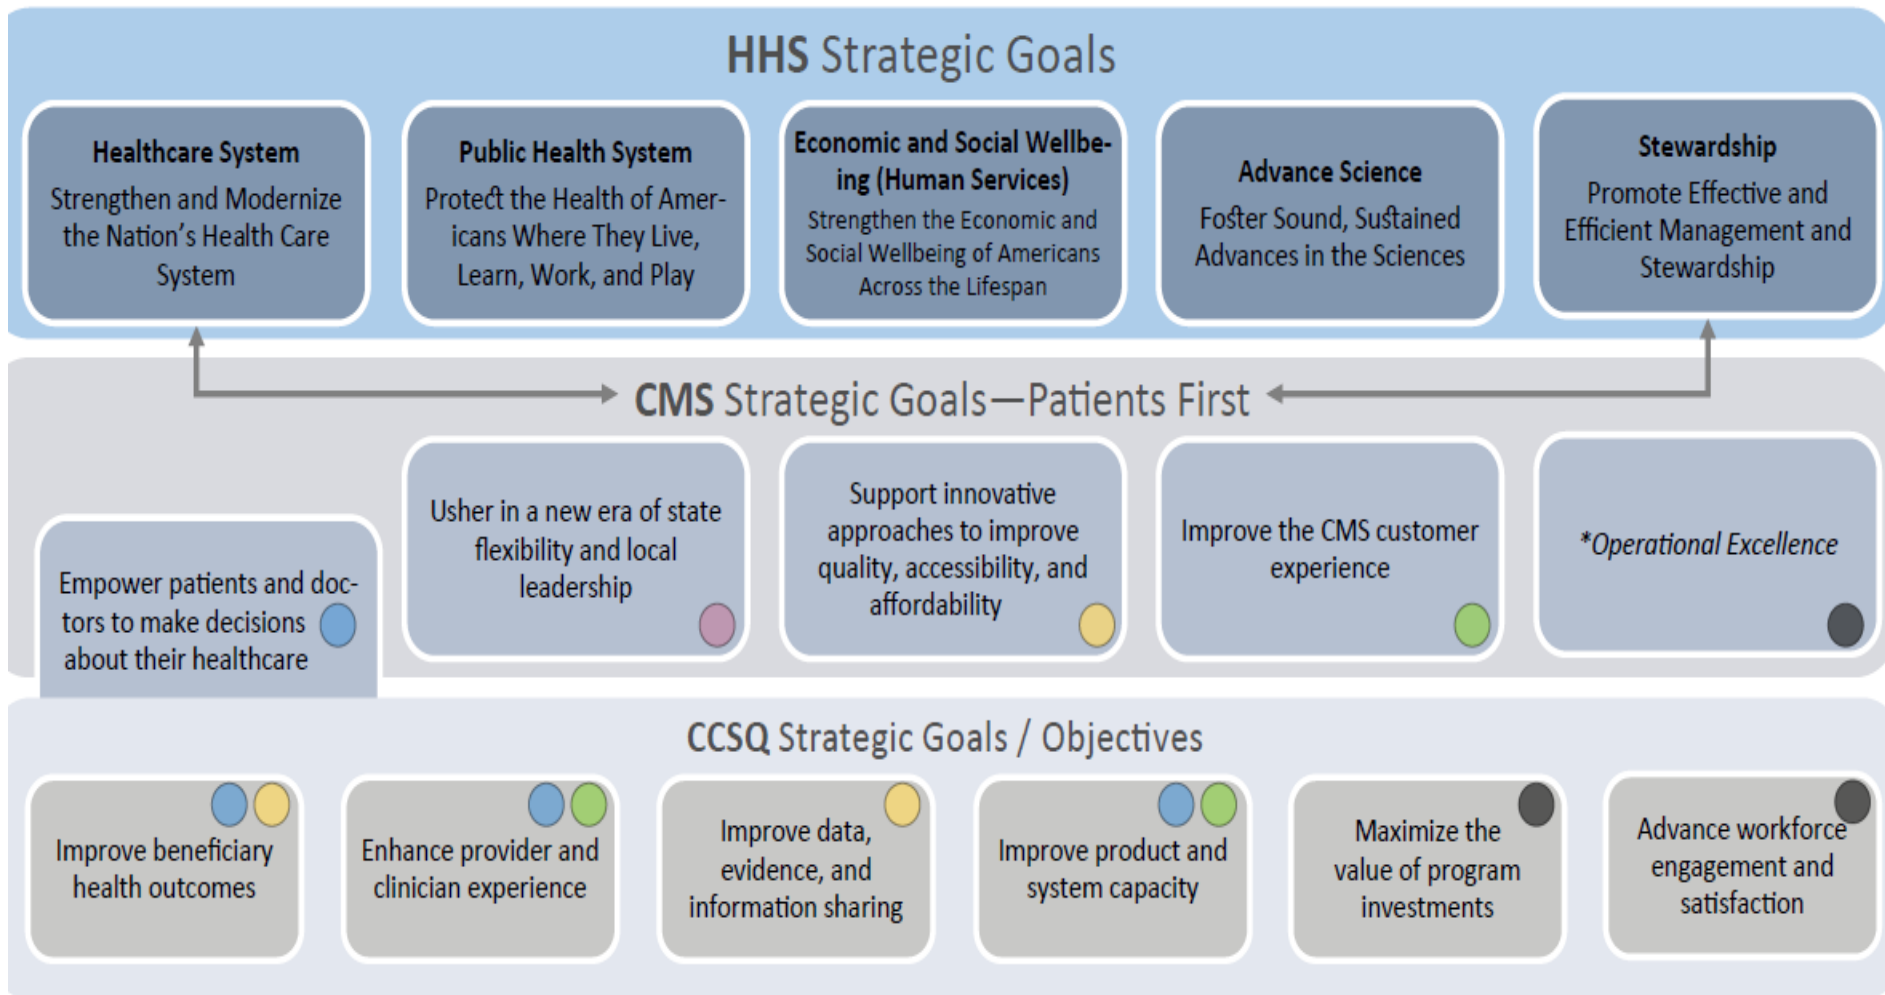 HHS Strategic Goals
Healthcare System
Strengthen and Modernize
the Nation's Health Care
System
Public Health System
Protect the Health of Amer-
icans Where They Live,
Learn, Work, and Play
Economic and Social Wellbe-
ing (Human Services)
Strengthen the Economic and
Social Wellbeing of Americans
Across the Lifespan
Advance Science
Foster Sound, Sustained
Advances in the Sciences
Stewardship
Promote Effective and
Efficient Management and
Stewardship
CMS Strategic Goals—Patients First
Empower patients and doc-
tors to make decisions
about their healthcare
Usher in a new era of state
flexibility and local
leadership
Support innovative
approaches to improve
quality, accessibility, and
affordability
Improve the CMS customer
experience
*Operational Excellence
CCSQ Strategic Goals / Objectives
Improve beneficiary
health outcomes
Enhance provider and
clinician experience
Improve data,
evidence, and
information sharing
Improve product and
system capacity
Maximize the
value of program
investments
Advance workforce
engagement and
satisfaction